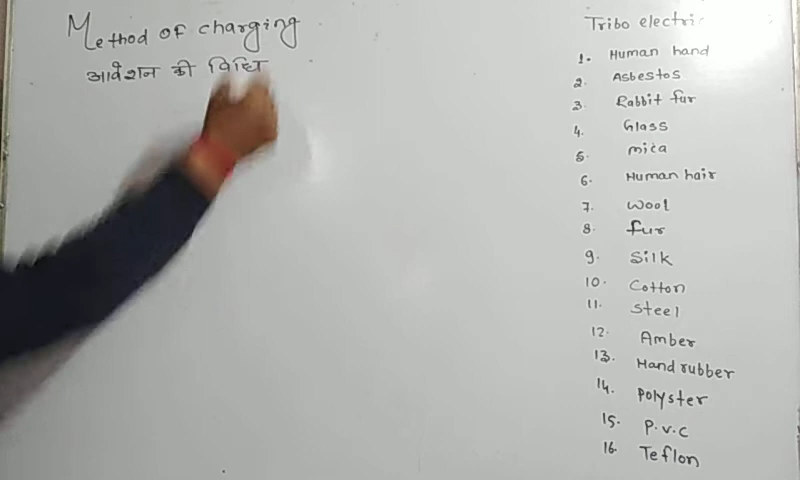 Method of charging
आवेशन की विधि
Tribo electric
1. Human hand
2. Asbestos
3. Rabbit fur
4. Glass
5. mica
6. Human hair
7. Wool
8. fur
9. Silk
10. Cotton
11. Steel
12. Amber
13. Hand rubber
14. Polyster
15. P.v.c
16. Teflon